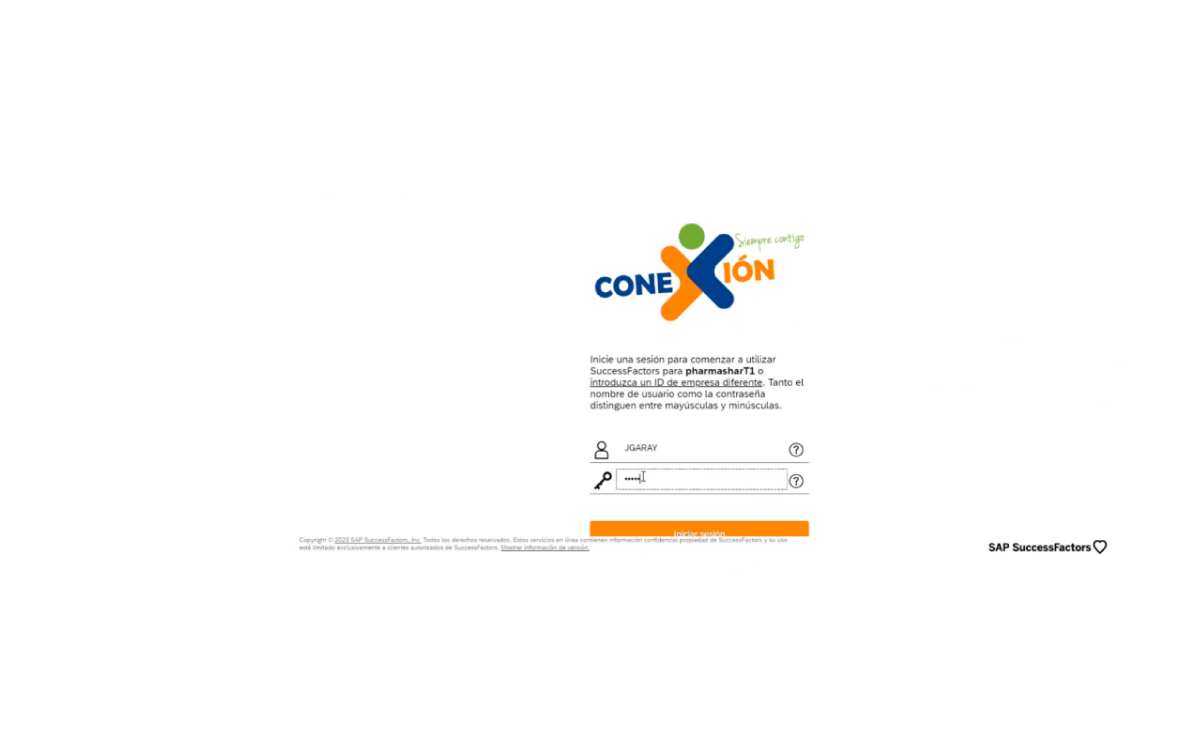 Siempre contigo
CONEXIÓN
Inicie una sesión para comenzar a utilizar
SuccessFactors para pharmasharT1 o
introduzca un ID de empresa diferente. Tanto el
nombre de usuario como la contraseña
distinguen entre mayúsculas y minúsculas.
JGARAY
•••••
Iniciar sesión
Copyright © 2023 SAP SuccessFactors, Inc. Todos los derechos reservados. Estos servicios en línea contienen información confidencial propiedad de SuccessFactors y su uso
está limitado exclusivamente a clientes autorizados de SuccessFactors. Mostrar información de versión.
SAP SuccessFactors